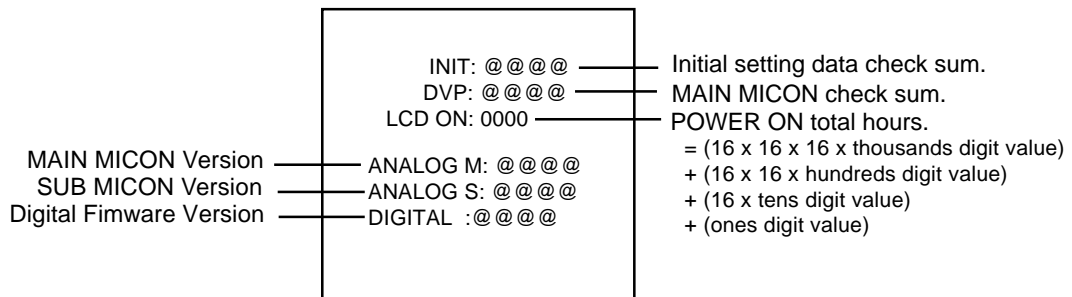 INIT: @@@@ Initial setting data check sum.
DVP: @@@@ MAIN MICON check sum.
LCD ON: 0000 POWER ON total hours.
= (16 x 16 x 16 x thousands digit value)
+ (16 x 16 x hundreds digit value)
+ (16 x tens digit value)
+ (ones digit value)
MAIN MICON Version ANALOG M: @@@@
SUB MICON Version ANALOG S: @@@@
Digital Fimware Version DIGITAL :@@@@